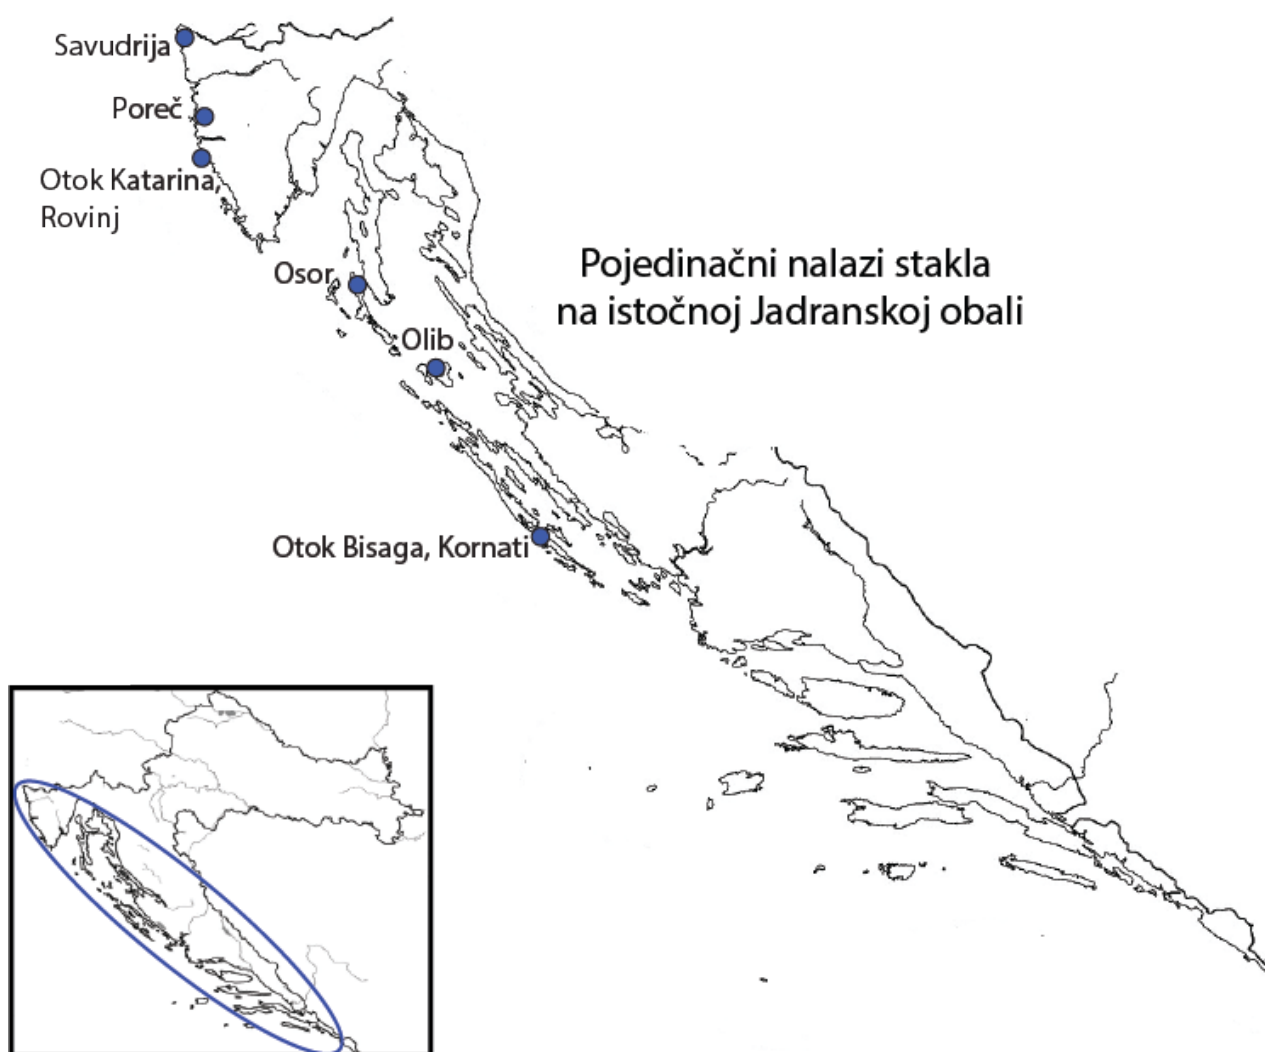 Savudrija
Poreč
Otok Katarina,
Rovinj
Osor
Pojedinačni nalazi stakla
na istočnoj Jadranskoj obali
Olib
Otok Bisaga, Kornati